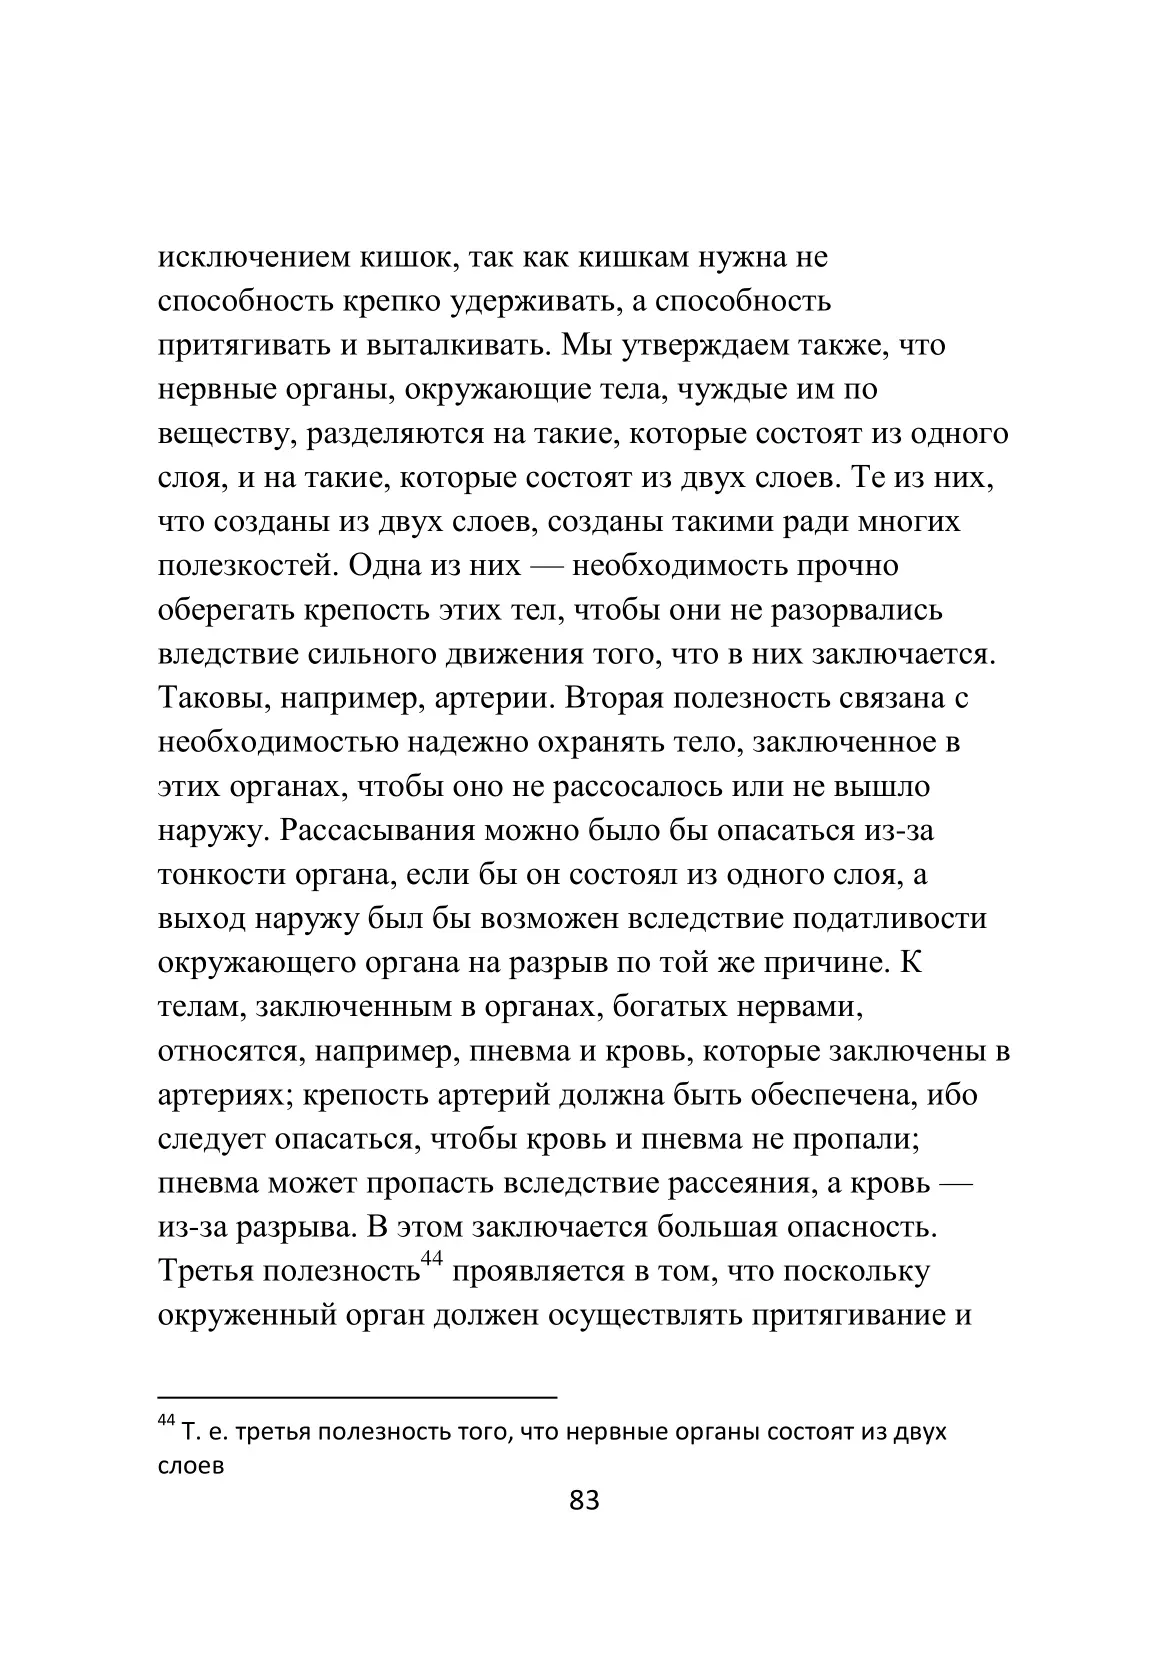 исключением кишок, так как кишкам нужна не
способность крепко удерживать, а способность
притягивать и выталкивать. Мы утверждаем также, что
нервные органы, окружающие тела, чуждые им по
веществу, разделяются на такие, которые состоят из одного
слоя, и на такие, которые состоят из двух слоев. Те из них,
что созданы из двух слоев, созданы такими ради многих
полезкостей. Одна из них — необходимость прочно
оберегать крепость этих тел, чтобы они не разорвались
вледствие сильного движения того, что в них заключается.
Таковы, например, артерии. Вторая полезность связана с
необходимостью надежно охранять тело, заключенное в
этих органах, чтобы оно не рассосалось или не вышло
наружу. Рассасывания можно было бы опасаться из-за
тонкости органа, если бы он состоял из одного слоя, а
выход наружу был бы возможен вследствие податливости
окружающего органа на разрыв по той же причине. К
телам, заключенным в органах, богатых нервами,
относятся, например, пневма и кровь, которые заключены в
артериях; крепость артерий должна быть обеспечена, ибо
следует опасаться, чтобы кровь и пневма не пропали;
пневма может пропасть вследствие рассеяния, а кровь —
из-за разрыва. В этом заключается большая опасность.
Третья полезность44 проявляется в том, что поскольку
окруженный орган должен осуществлять притягивание и
44 Т. е. третья полезность того, что нервные органы состоят из двух
слоев
83